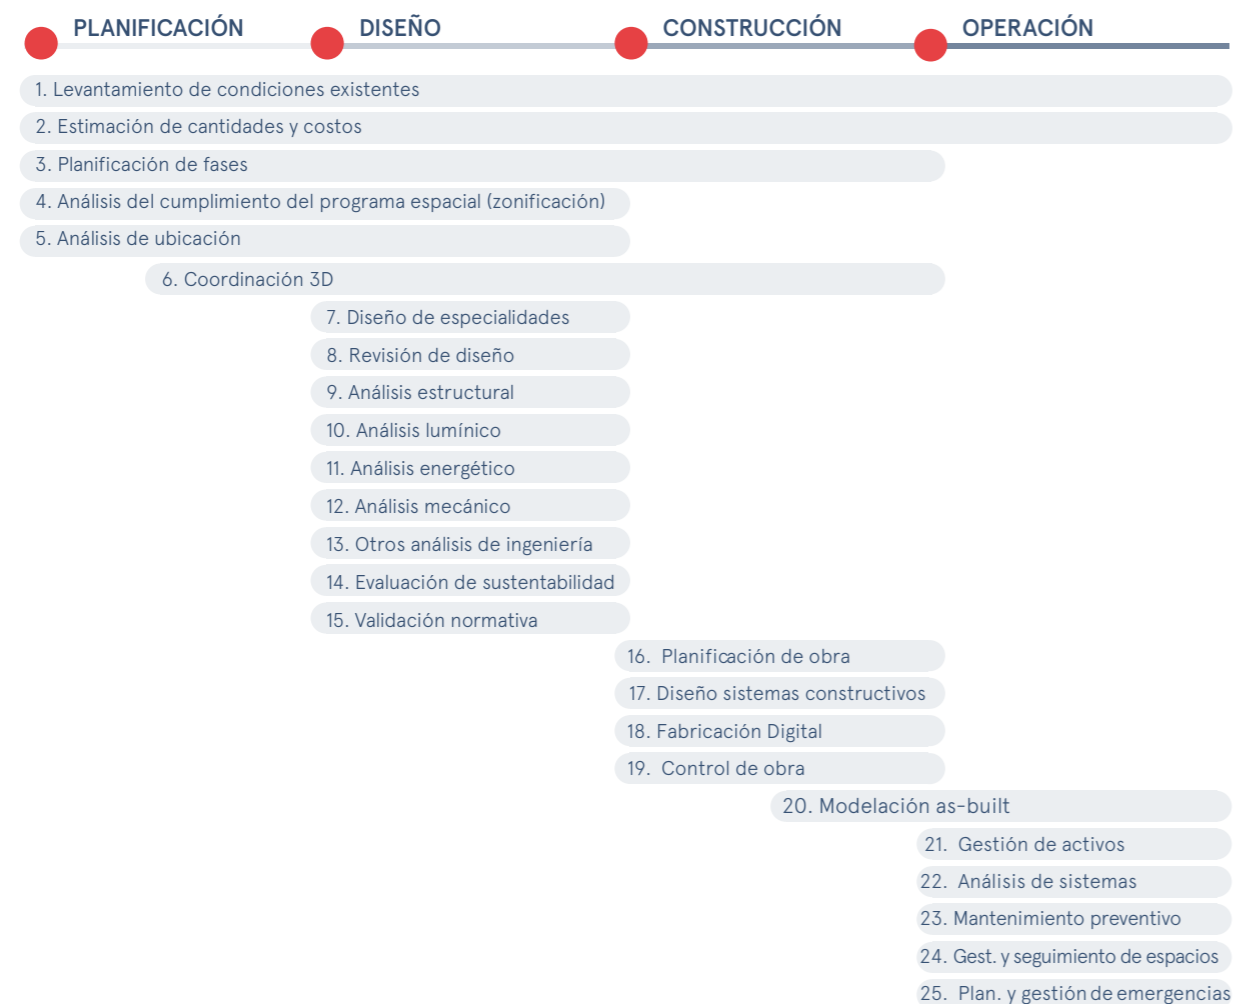 PLANIFICACIÓN DISEÑO CONSTRUCCIÓN OPERACIÓN
1. Levantamiento de condiciones existentes
2. Estimación de cantidades y costos
3. Planificación de fases
4. Análisis del cumplimiento del programa espacial (zonificación)
5. Análisis de ubicación
6. Coordinación 3D
7. Diseño de especialidades
8. Revisión de diseño
9. Análisis estructural
10. Análisis lumínico
11. Análisis energético
12. Análisis mecánico
13. Otros análisis de ingeniería
14. Evaluación de sustentabilidad
15. Validación normativa
16. Planificación de obra
17. Diseño sistemas constructivos
18. Fabricación Digital
19. Control de obra
20. Modelación as-built
21. Gestión de activos
22. Análisis de sistemas
23. Mantenimiento preventivo
24. Gest. y seguimiento de espacios
25. Plan. y gestión de emergencias